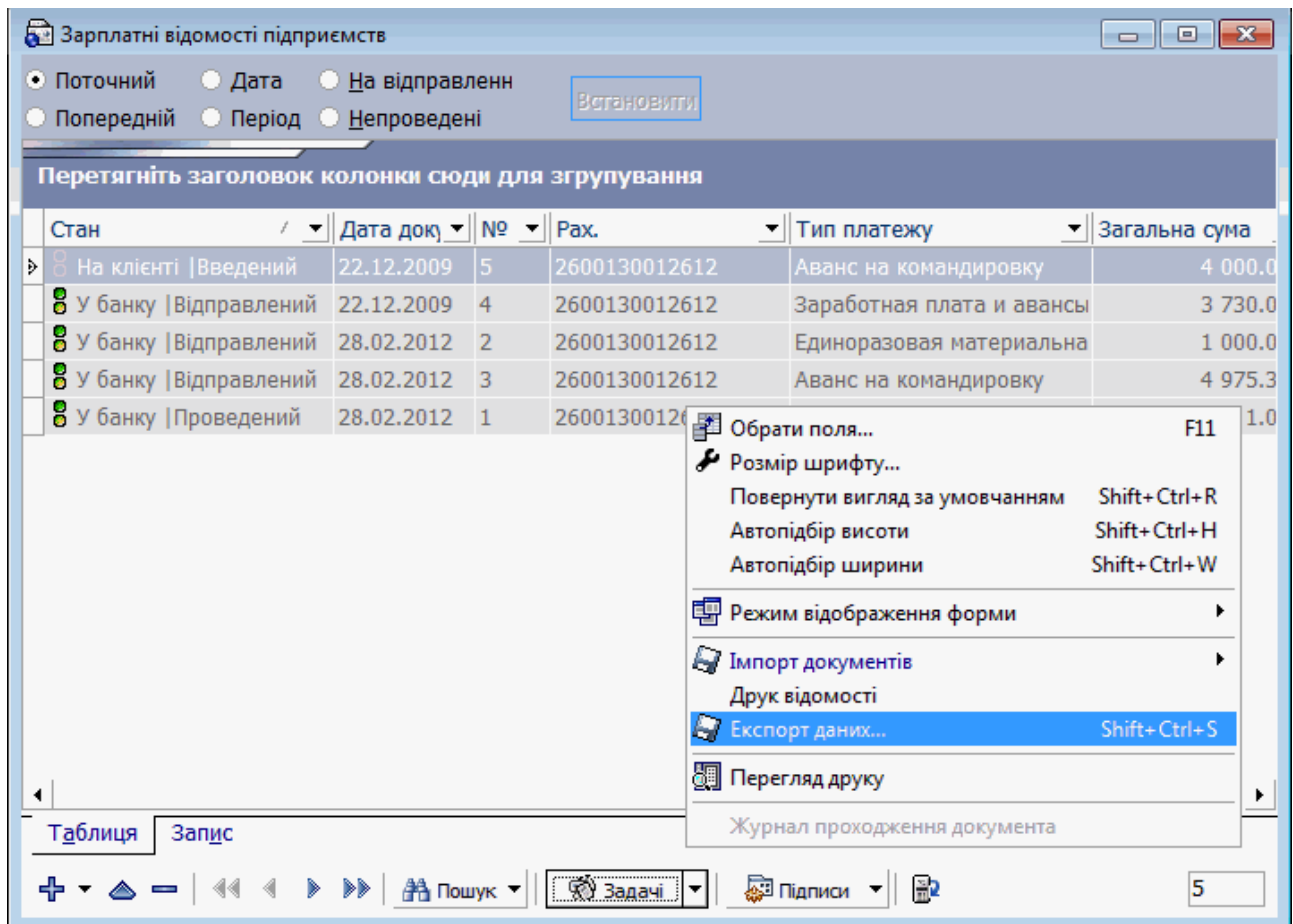 Зарплатні відомості підприємств
Поточний Дата На відправленн
Встановити
Попередній Період Непроведені
Перетягніть заголовок колонки сюди для згрупування
Стан Дата доку № Рах. Тип платежу Загальна сума
На клієнті |Введений 22.12.2009 5 2600130012612 Аванс на командировку 4 000.0
У банку |Відправлений 22.12.2009 4 2600130012612 Заработная плата и авансы 3 730.0
У банку |Відправлений 28.02.2012 2 2600130012612 Единоразовая материальна 1 000.0
У банку |Відправлений 28.02.2012 3 2600130012612 Аванс на командировку 4 975.3
У банку |Проведений 28.02.2012 1 26001300126 1.0
Обрати поля... F11
Розмір шрифту...
Повернути вигляд за умовчанням Shift+Ctrl+R
Автопідбір висоти Shift+Ctrl+H
Автопідбір ширини Shift+Ctrl+W
Режим відображення форми
Імпорт документів
Друк відомості
Експорт даних... Shift+Ctrl+S
Перегляд друку
Журнал проходження документа
Таблиця Запис
Пошук Задачі Підписи 5